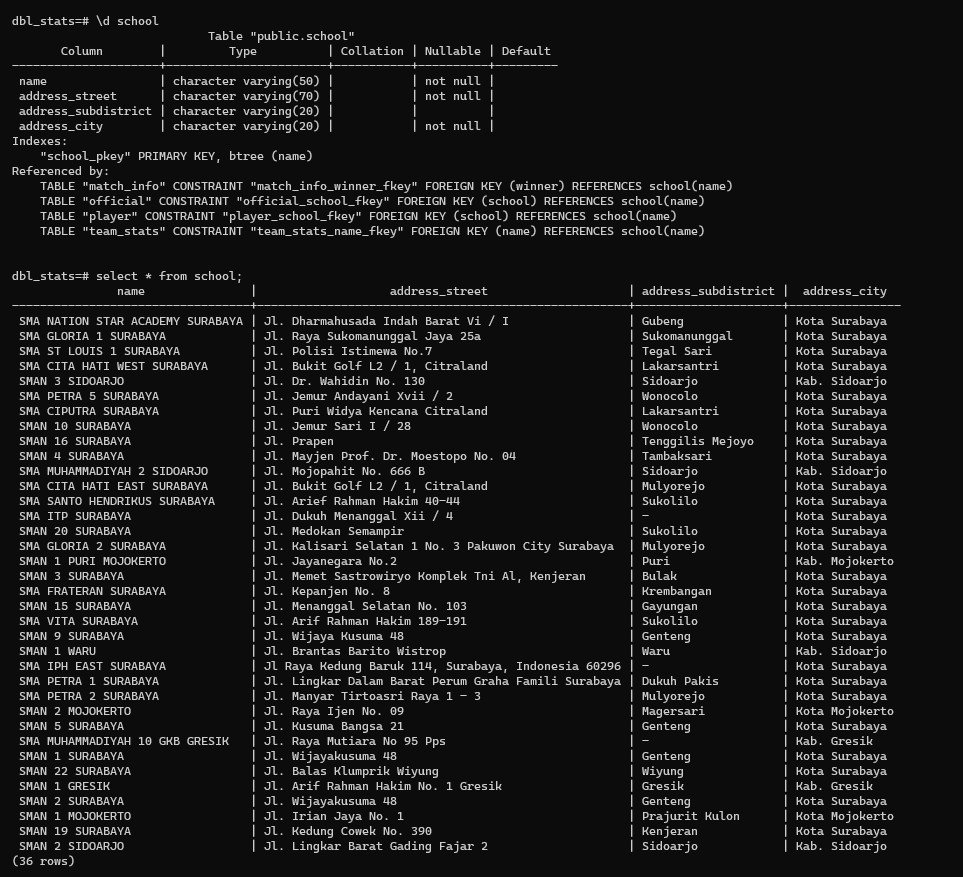 dbl_stats=# \d school
                            Table "public.school"
       Column        |         Type          | Collation | Nullable | Default
---------------------+-----------------------+-----------+----------+---------
 name                | character varying(50) |           | not null |
 address_street      | character varying(70) |           | not null |
 address_subdistrict | character varying(20) |           |          |
 address_city        | character varying(20) |           | not null |
Indexes:
    "school_pkey" PRIMARY KEY, btree (name)
Referenced by:
    TABLE "match_info" CONSTRAINT "match_info_winner_fkey" FOREIGN KEY (winner) REFERENCES school(name)
    TABLE "official" CONSTRAINT "official_school_fkey" FOREIGN KEY (school) REFERENCES school(name)
    TABLE "player" CONSTRAINT "player_school_fkey" FOREIGN KEY (school) REFERENCES school(name)
    TABLE "team_stats" CONSTRAINT "team_stats_name_fkey" FOREIGN KEY (name) REFERENCES school(name)
dbl_stats=# select * from school;
               name               |                   address_street                    | address_subdistrict |  address_city
----------------------------------+-----------------------------------------------------+---------------------+----------------
 SMA NATION STAR ACADEMY SURABAYA | Jl. Dharmahusada Indah Barat Vi / I                 | Gubeng              | Kota Surabaya
 SMA GLORIA 1 SURABAYA            | Jl. Raya Sukomanunggal Jaya 25a                     | Sukomanunggal       | Kota Surabaya
 SMA ST LOUIS 1 SURABAYA          | Jl. Polisi Istimewa No.7                            | Tegal Sari          | Kota Surabaya
 SMA CITA HATI WEST SURABAYA      | Jl. Bukit Golf L2 / 1, Citraland                    | Lakarsantri         | Kota Surabaya
 SMAN 3 SIDOARJO                  | Jl. Dr. Wahidin No. 130                             | Sidoarjo            | Kab. Sidoarjo
 SMA PETRA 5 SURABAYA             | Jl. Jemur Andayani Xvii / 2                         | Wonocolo            | Kota Surabaya
 SMA CIPUTRA SURABAYA             | Jl. Puri Widya Kencana Citraland                    | Lakarsantri         | Kota Surabaya
 SMAN 10 SURABAYA                 | Jl. Jemur Sari I / 28                               | Wonocolo            | Kota Surabaya
 SMAN 16 SURABAYA                 | Jl. Prapen                                          | Tenggilis Mejoyo    | Kota Surabaya
 SMAN 4 SURABAYA                  | Jl. Mayjen Prof. Dr. Moestopo No. 04                | Tambaksari          | Kota Surabaya
 SMA MUHAMMADIYAH 2 SIDOARJO      | Jl. Mojopahit No. 666 B                             | Sidoarjo            | Kab. Sidoarjo
 SMA CITA HATI EAST SURABAYA      | Jl. Bukit Golf L2 / 1, Citraland                    | Mulyorejo           | Kota Surabaya
 SMA SANTO HENDRIKUS SURABAYA     | Jl. Arief Rahman Hakim 40-44                        | Sukolilo            | Kota Surabaya
 SMA ITP SURABAYA                 | Jl. Dukuh Menanggal Xii / 4                         | -                   | Kota Surabaya
 SMAN 20 SURABAYA                 | Jl. Medokan Semampir                                | Sukolilo            | Kota Surabaya
 SMA GLORIA 2 SURABAYA            | Jl. Kalisari Selatan 1 No. 3 Pakuwon City Surabaya  | Mulyorejo           | Kota Surabaya
 SMAN 1 PURI MOJOKERTO            | Jl. Jayanegara No.2                                 | Puri                | Kab. Mojokerto
 SMAN 3 SURABAYA                  | Jl. Memet Sastrowiryo Komplek Tni Al, Kenjeran      | Bulak               | Kota Surabaya
 SMA FRATERAN SURABAYA            | Jl. Kepanjen No. 8                                  | Krembangan          | Kota Surabaya
 SMAN 15 SURABAYA                 | Jl. Menanggal Selatan No. 103                       | Gayungan            | Kota Surabaya
 SMA VITA SURABAYA                | Jl. Arif Rahman Hakim 189-191                       | Sukolilo            | Kota Surabaya
 SMAN 9 SURABAYA                  | Jl. Wijaya Kusuma 48                                | Genteng             | Kota Surabaya
 SMAN 1 WARU                      | Jl. Brantas Barito Wistrop                          | Waru                | Kab. Sidoarjo
 SMA IPH EAST SURABAYA            | Jl Raya Kedung Baruk 114, Surabaya, Indonesia 60296 | -                   | Kota Surabaya
 SMA PETRA 1 SURABAYA             | Jl. Lingkar Dalam Barat Perum Graha Famili Surabaya | Dukuh Pakis         | Kota Surabaya
 SMA PETRA 2 SURABAYA             | Jl. Manyar Tirtoasri Raya 1 - 3                     | Mulyorejo           | Kota Surabaya
 SMAN 2 MOJOKERTO                 | Jl. Raya Ijen No. 09                                | Magersari           | Kota Mojokerto
 SMAN 5 SURABAYA                  | Jl. Kusuma Bangsa 21                                | Genteng             | Kota Surabaya
 SMA MUHAMMADIYAH 10 GKB GRESIK   | Jl. Raya Mutiara No 95 Pps                          | -                   | Kab. Gresik
 SMAN 1 SURABAYA                  | Jl. Wijayakusuma 48                                 | Genteng             | Kota Surabaya
 SMAN 22 SURABAYA                 | Jl. Balas Klumprik Wiyung                           | Wiyung              | Kota Surabaya
 SMAN 1 GRESIK                    | Jl. Arif Rahman Hakim No. 1 Gresik                  | Gresik              | Kab. Gresik
 SMAN 2 SURABAYA                  | Jl. Wijayakusuma 48                                 | Genteng             | Kota Surabaya
 SMAN 1 MOJOKERTO                 | Jl. Irian Jaya No. 1                                | Prajurit Kulon      | Kota Mojokerto
 SMAN 19 SURABAYA                 | Jl. Kedung Cowek No. 390                            | Kenjeran            | Kota Surabaya
 SMAN 2 SIDOARJO                  | Jl. Lingkar Barat Gading Fajar 2                    | Sidoarjo            | Kab. Sidoarjo
(36 rows)